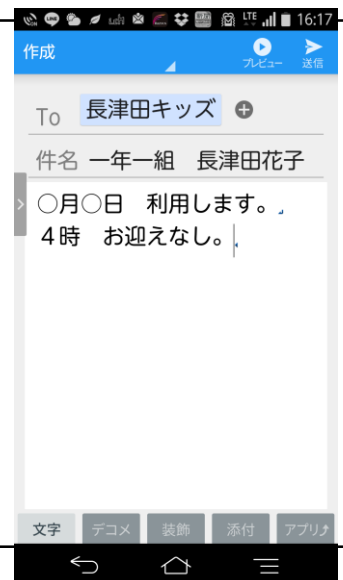 LTE 16:17
作成
プレビュー 送信
To 長津田キッズ
件名 一年一組　長津田花子
○月○日　利用します。
４時　お迎えなし。
文字 デコメ 装飾 添付 アプリ